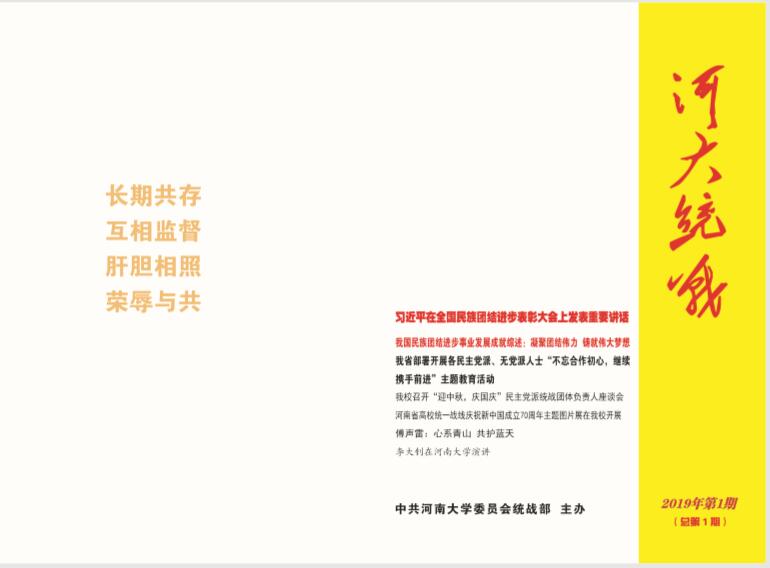 长期共存
互相监督
肝胆相照
荣辱与共
河大统战
习近平在全国民族团结进步表彰大会上发表重要讲话
我国民族团结进步事业发展成就综述：凝聚团结伟力 铸就伟大梦想
我省部署开展各民主党派、无党派人士“不忘合作初心，继续
携手前进”主题教育活动
我校召开“迎中秋，庆国庆”民主党派统战团体负责人座谈会
河南省高校统一战线庆祝新中国成立70周年主题图片展在我校开展
傅声雷：心系青山 共护蓝天
李大钊在河南大学演讲
中共河南大学委员会统战部 主办
2019年第1期
（总第1期）